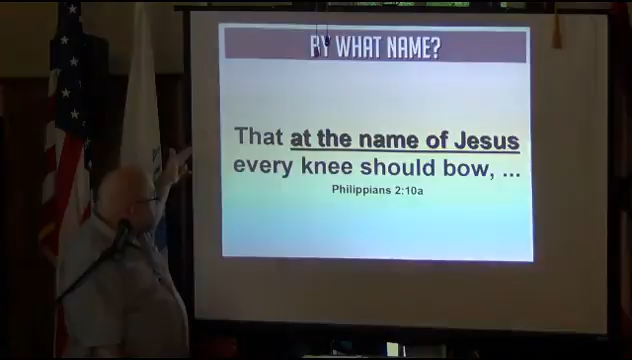 BY WHAT NAME?
That at the name of Jesus
every knee should bow, ...
Philippians 2:10a